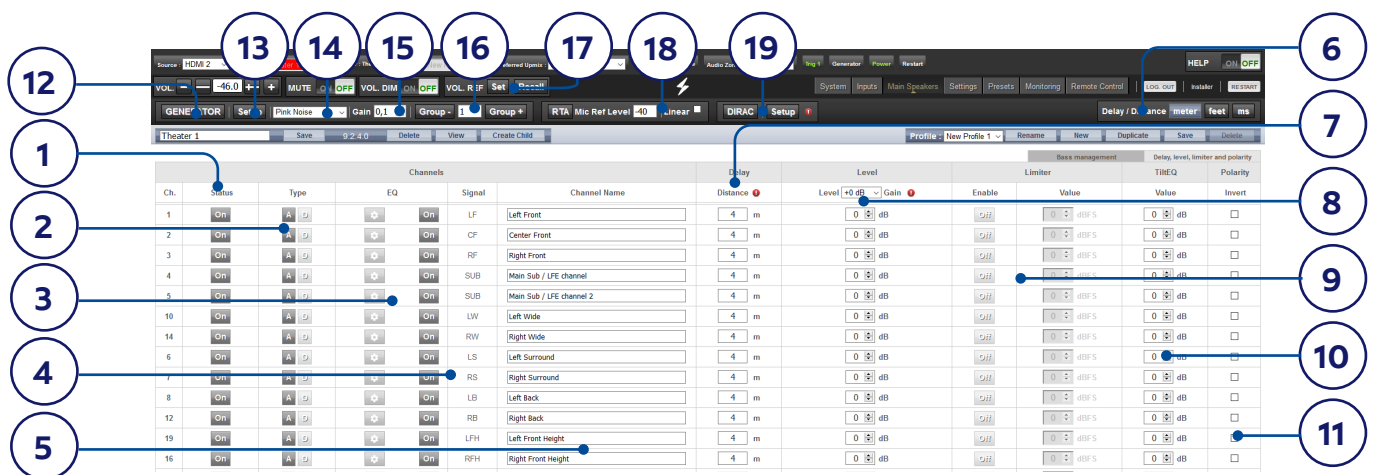 13 14 15 16 17 18 19 6
12
Source : HDMI 2 Audio Zon Trig 1 Generator Power Restart HELP ON OFF
VOL. -46.0 MUTE ON OFF VOL. DIM ON OFF VOL. REF Set Recall System Inputs Main Speakers Settings Presets Monitoring Remote Control LOG. OUT Installer RESTART
GENERATOR Setup Pink Noise Gain 0,1 Group - 1 Group + RTA Mic Ref Level -40 Linear DIRAC Setup Delay / Distance meter feet ms
7
Theater 1 Save 9.2.4.0 Delete View Create Child Profile : New Profile 1 Rename New Duplicate Save Delete
1
Bass management Delay, level, limiter and polarity
Channels Delay Level Limiter TiltEQ Polarity
Ch. Status Type EQ Signal Channel Name Distance Level +0 dB Gain Enable Value Value Invert
8
1 On A D On LF Left Front 4 m 0 dB Off 0 dBFS 0 dB
2
2 On A D On CF Center Front 4 m 0 dB Off 0 dBFS 0 dB
3 On A D On RF Right Front 4 m 0 dB Off 0 dBFS 0 dB
4 On A D On SUB Main Sub / LFE channel 4 m 0 dB Off 0 dBFS 0 dB
9
3
5 On A D On SUB Main Sub / LFE channel 2 4 m 0 dB Off 0 dBFS 0 dB
10 On A D On LW Left Wide 4 m 0 dB Off 0 dBFS 0 dB
14 On A D On RW Right Wide 4 m 0 dB Off 0 dBFS 0 dB
6 On A D On LS Left Surround 4 m 0 dB Off 0 dBFS 0 dB
10
4
7 On A D On RS Right Surround 4 m 0 dB Off 0 dBFS 0 dB
8 On A D On LB Left Back 4 m 0 dB Off 0 dBFS 0 dB
12 On A D On RB Right Back 4 m 0 dB Off 0 dBFS 0 dB
19 On A D On LFH Left Front Height 4 m 0 dB Off 0 dBFS 0 dB
11
5
16 On A D On RFH Right Front Height 4 m 0 dB Off 0 dBFS 0 dB